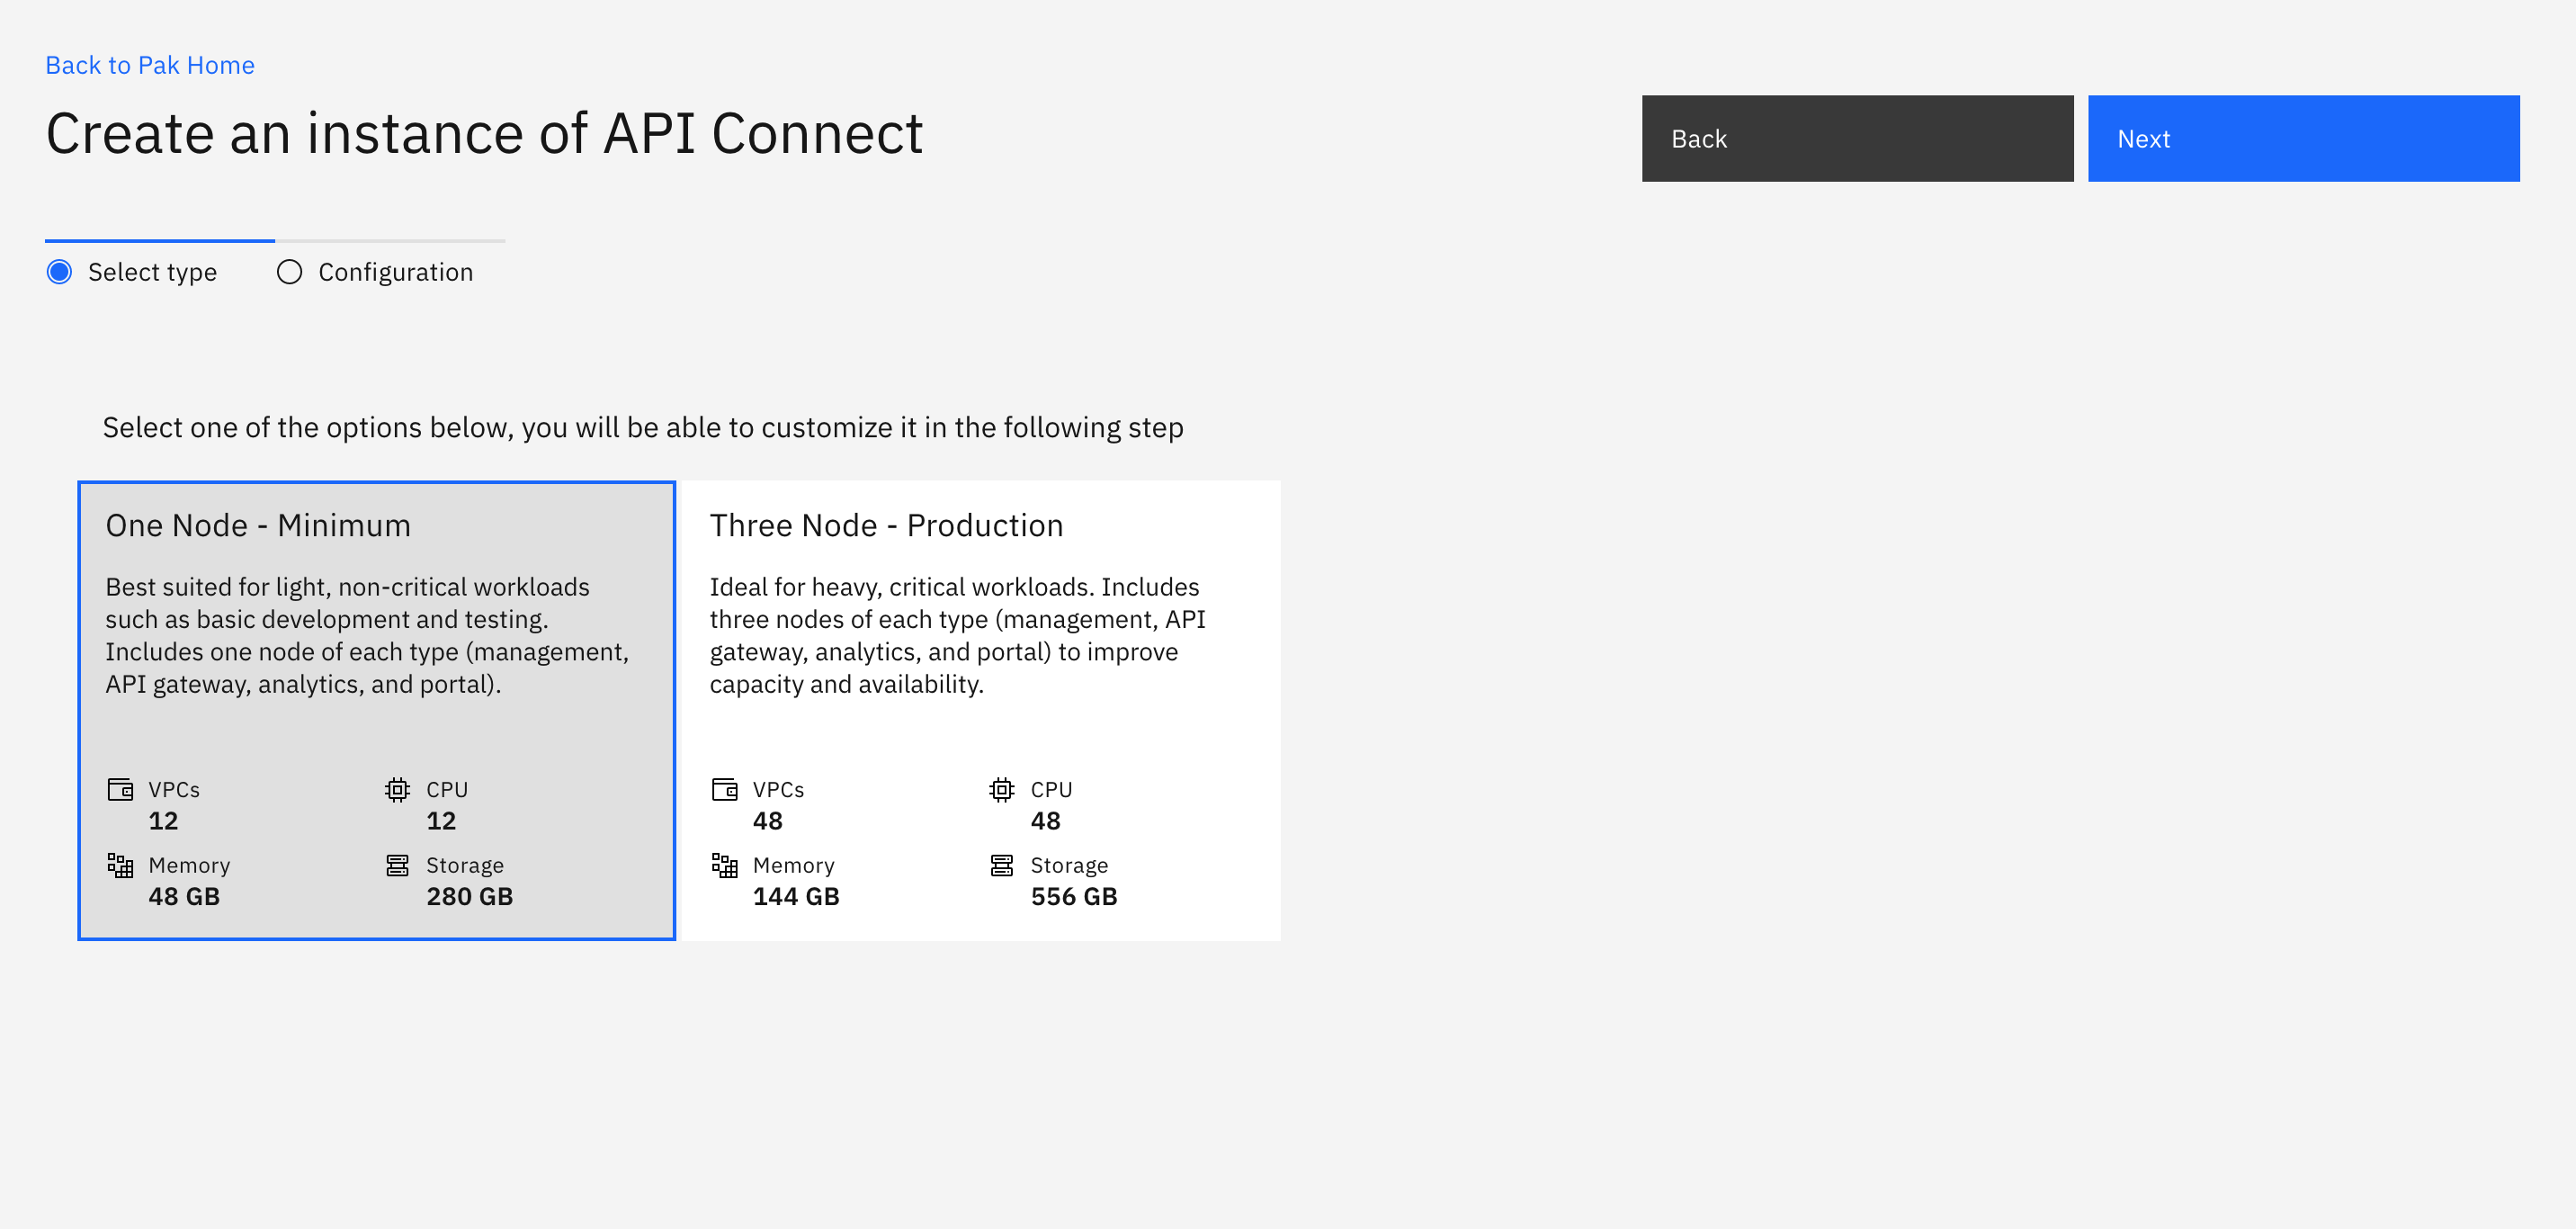 Back to Pak Home
Create an instance of API Connect
Back
Next
Select type
Configuration
Select one of the options below, you will be able to customize it in the following step
One Node - Minimum
Best suited for light, non-critical workloads
such as basic development and testing.
Includes one node of each type (management,
API gateway, analytics, and portal).
VPCs
12
CPU
12
Memory
48 GB
Storage
280 GB
Three Node - Production
Ideal for heavy, critical workloads. Includes
three nodes of each type (management, API
gateway, analytics, and portal) to improve
capacity and availability.
VPCs
48
CPU
48
Memory
144 GB
Storage
556 GB